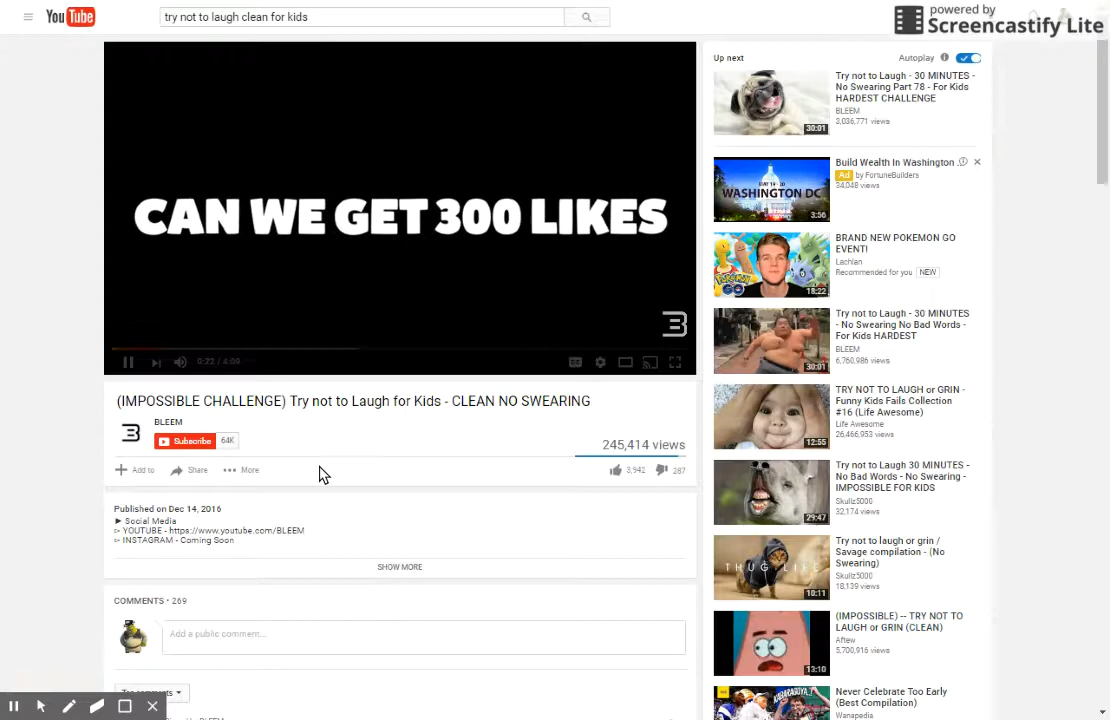 YouTube
try not to laugh clean for kids
powered by
Screencastify Lite
CAN WE GET 300 LIKES
0:22 / 4:09
(IMPOSSIBLE CHALLENGE) Try not to Laugh for Kids - CLEAN NO SWEARING
BLEEM
Subscribe 64K
245,414 views
Add to Share More
3,942 287
Published on Dec 14, 2016
► Social Media
▻ YOUTUBE - https://www.youtube.com/BLEEM
▻ INSTAGRAM - Coming Soon
SHOW MORE
COMMENTS • 269
Add a public comment...
Top comments
Up next
Autoplay
Try not to Laugh - 30 MINUTES -
No Swearing Part 78 - For Kids
HARDEST CHALLENGE
BLEEM
3,036,771 views
30:01
Build Wealth In Washington ...
Ad by FortuneBuilders
34,048 views
WASHINGTON DC
3:56
BRAND NEW POKEMON GO
EVENT!
Lachlan
Recommended for you NEW
GO
18:22
Try not to Laugh - 30 MINUTES
- No Swearing No Bad Words -
For Kids HARDEST
BLEEM
6,760,986 views
30:01
TRY NOT TO LAUGH or GRIN -
Funny Kids Fails Collection
#16 (Life Awesome)
Life Awesome
26,466,953 views
12:55
Try not to Laugh 30 MINUTES -
No Bad Words - No Swearing -
IMPOSSIBLE FOR KIDS
Skullz5000
32,174 views
29:47
Try not to laugh or grin /
Savage compilation - (No
Swearing)
Skullz5000
18,139 views
THUG LIFE
10:11
(IMPOSSIBLE) -- TRY NOT TO
LAUGH or GRIN (CLEAN)
Aftew
5,700,916 views
13:10
Never Celebrate Too Early
(Best Compilation)
Wanapedia